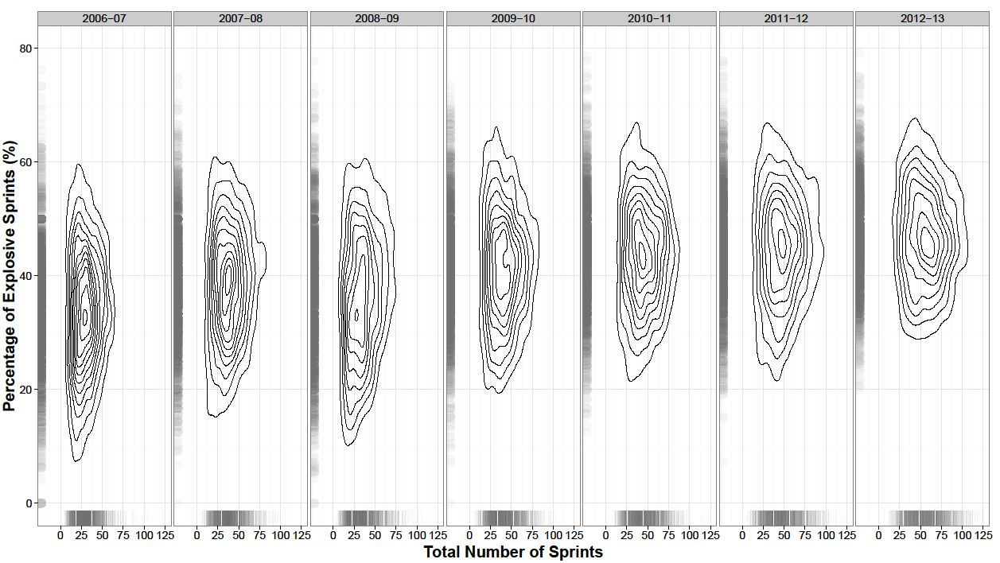 2006−07 2007−08 2008−09 2009−10 2010−11 2011−12 2012−13
80
60
40
20
0
Percentage of Explosive Sprints (%)
0 25 50 75 100 125 0 25 50 75 100 125 0 25 50 75 100 125 0 25 50 75 100 125 0 25 50 75 100 125 0 25 50 75 100 125 0 25 50 75 100 125
Total Number of Sprints